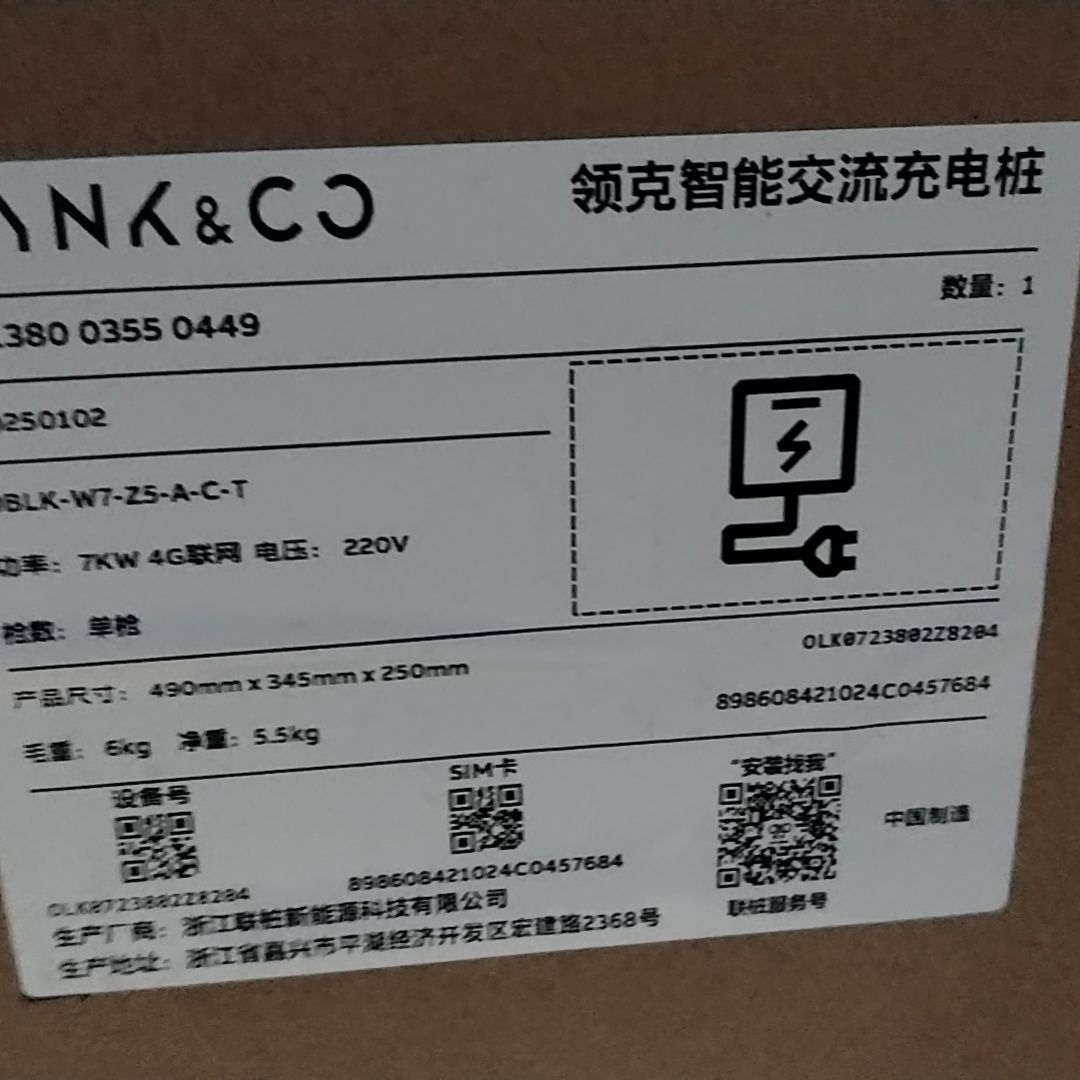 YNK&CO
领克智能交流充电桩
数量：1
1380 0355 0449
0250102
BLK-W7-Z5-A-C-T
功率：7KW 4G联网 电压：220V
枪数：单枪
产品尺寸：490mm x 345mm x 250mm
OLK0723802Z8204
898608421024C0457684
毛重：6kg 净重：5.5kg
设备号
SIM卡
“安装找我”
中国制造
OLK0723802Z8204
898608421024C0457684
联桩服务号
生产厂商：浙江联桩新能源科技有限公司
生产地址：浙江省嘉兴市平湖经济开发区宏建路2368号